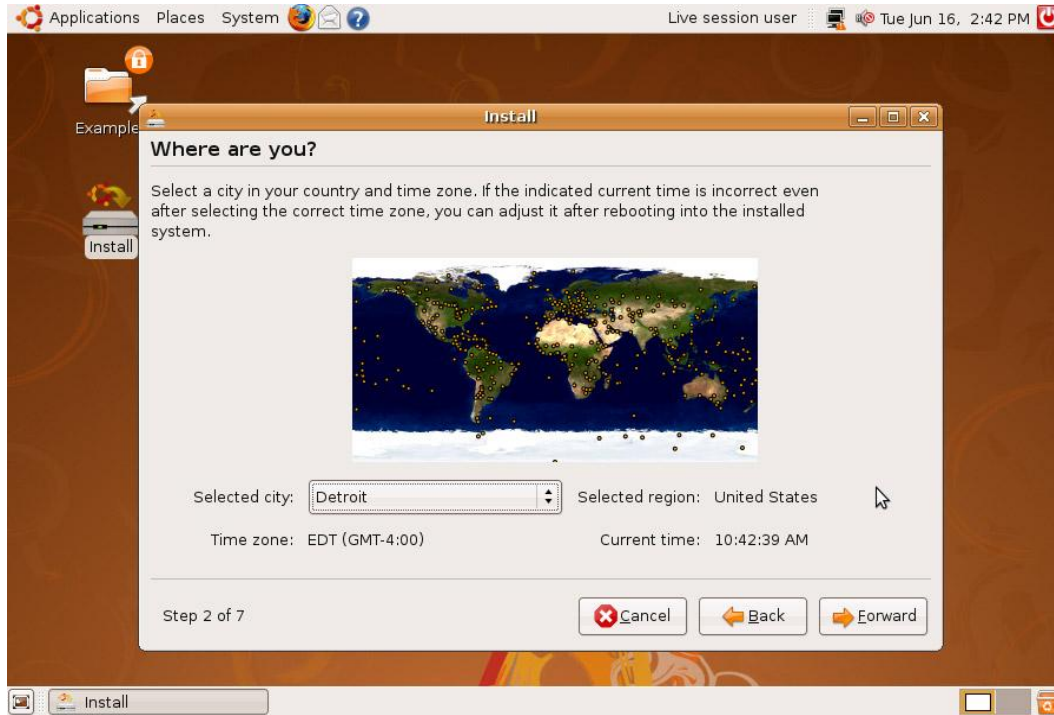 Applications Places System Live session user Tue Jun 16, 2:42 PM
Example
Install
Install
Where are you?
Select a city in your country and time zone. If the indicated current time is incorrect even
after selecting the correct time zone, you can adjust it after rebooting into the installed
system.
Selected city: Detroit Selected region: United States
Time zone: EDT (GMT-4:00) Current time: 10:42:39 AM
Step 2 of 7 Cancel Back Forward
Install